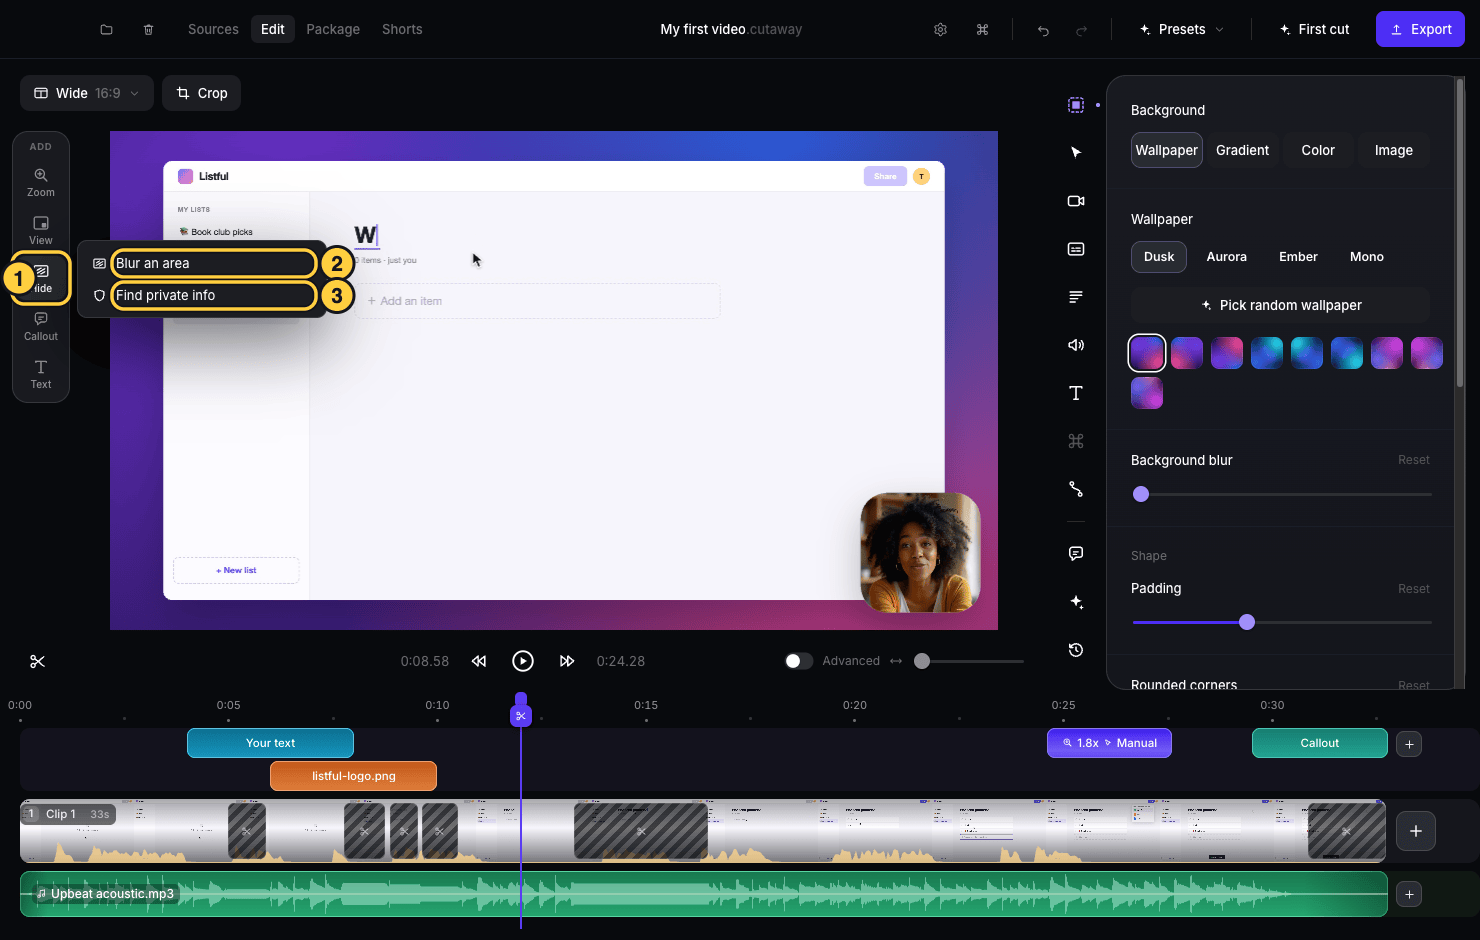 Sources
Edit
Package
Shorts
My first video.cutaway
Presets
First cut
Export
Wide 16:9
Crop
ADD
Zoom
View
1
Hide
Callout
Text
Blur an area
2
Find private info
3
Listful
Share
T
MY LISTS
Book club picks
W
0 items · just you
+ Add an item
+ New list
Background
Wallpaper
Gradient
Color
Image
Wallpaper
Dusk
Aurora
Ember
Mono
Pick random wallpaper
Background blur
Reset
Shape
Padding
Reset
Rounded corners
Reset
0:08.58
0:24.28
Advanced
0:00
0:05
0:10
0:15
0:20
0:25
0:30
Your text
listful-logo.png
1.8x Manual
Callout
1 Clip 1 33s
Upbeat acoustic.mp3